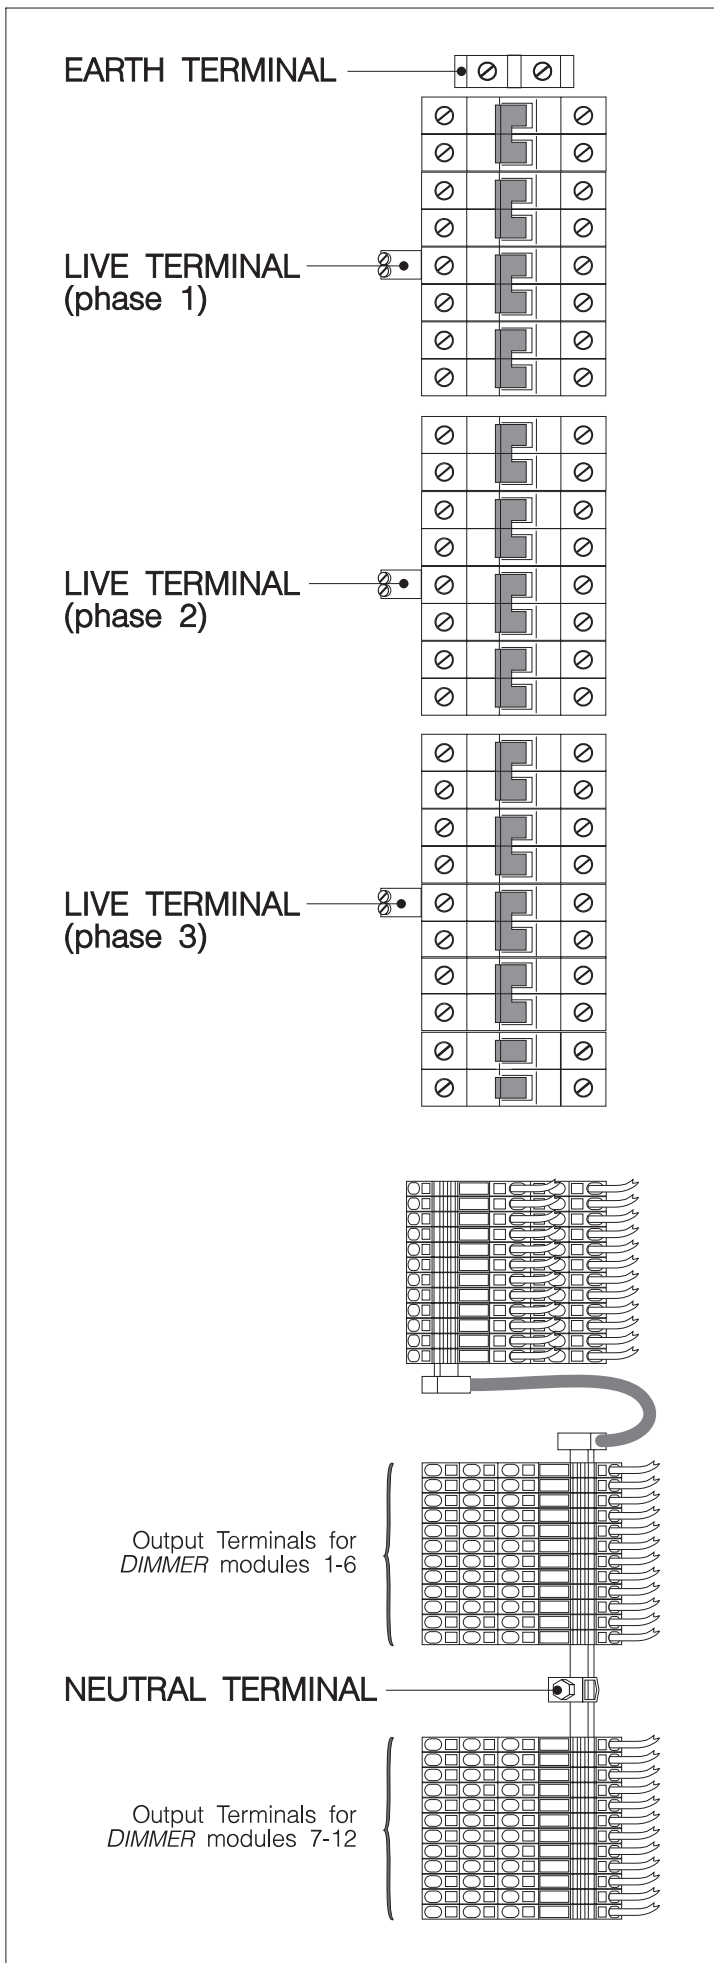 EARTH TERMINAL
LIVE TERMINAL
(phase 1)
LIVE TERMINAL
(phase 2)
LIVE TERMINAL
(phase 3)
Output Terminals for
DIMMER modules 1-6
NEUTRAL TERMINAL
Output Terminals for
DIMMER modules 7-12